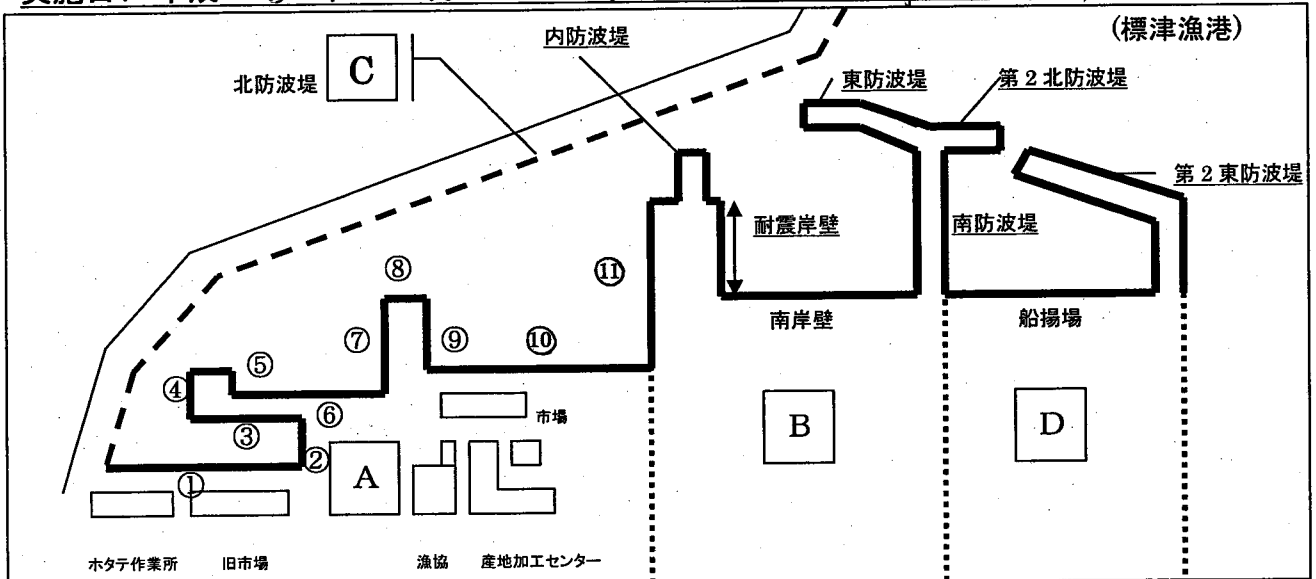 (標津漁港)
内防波堤
C
北防波堤
東防波堤
第2北防波堤
第2東防波堤
耐震岸壁
南防波堤
⑧
⑪
南岸壁
船揚場
⑦
⑨
⑩
⑤
④
⑥
市場
B
D
③
②
A
①
ホタテ作業所
旧市場
漁協
産地加工センター